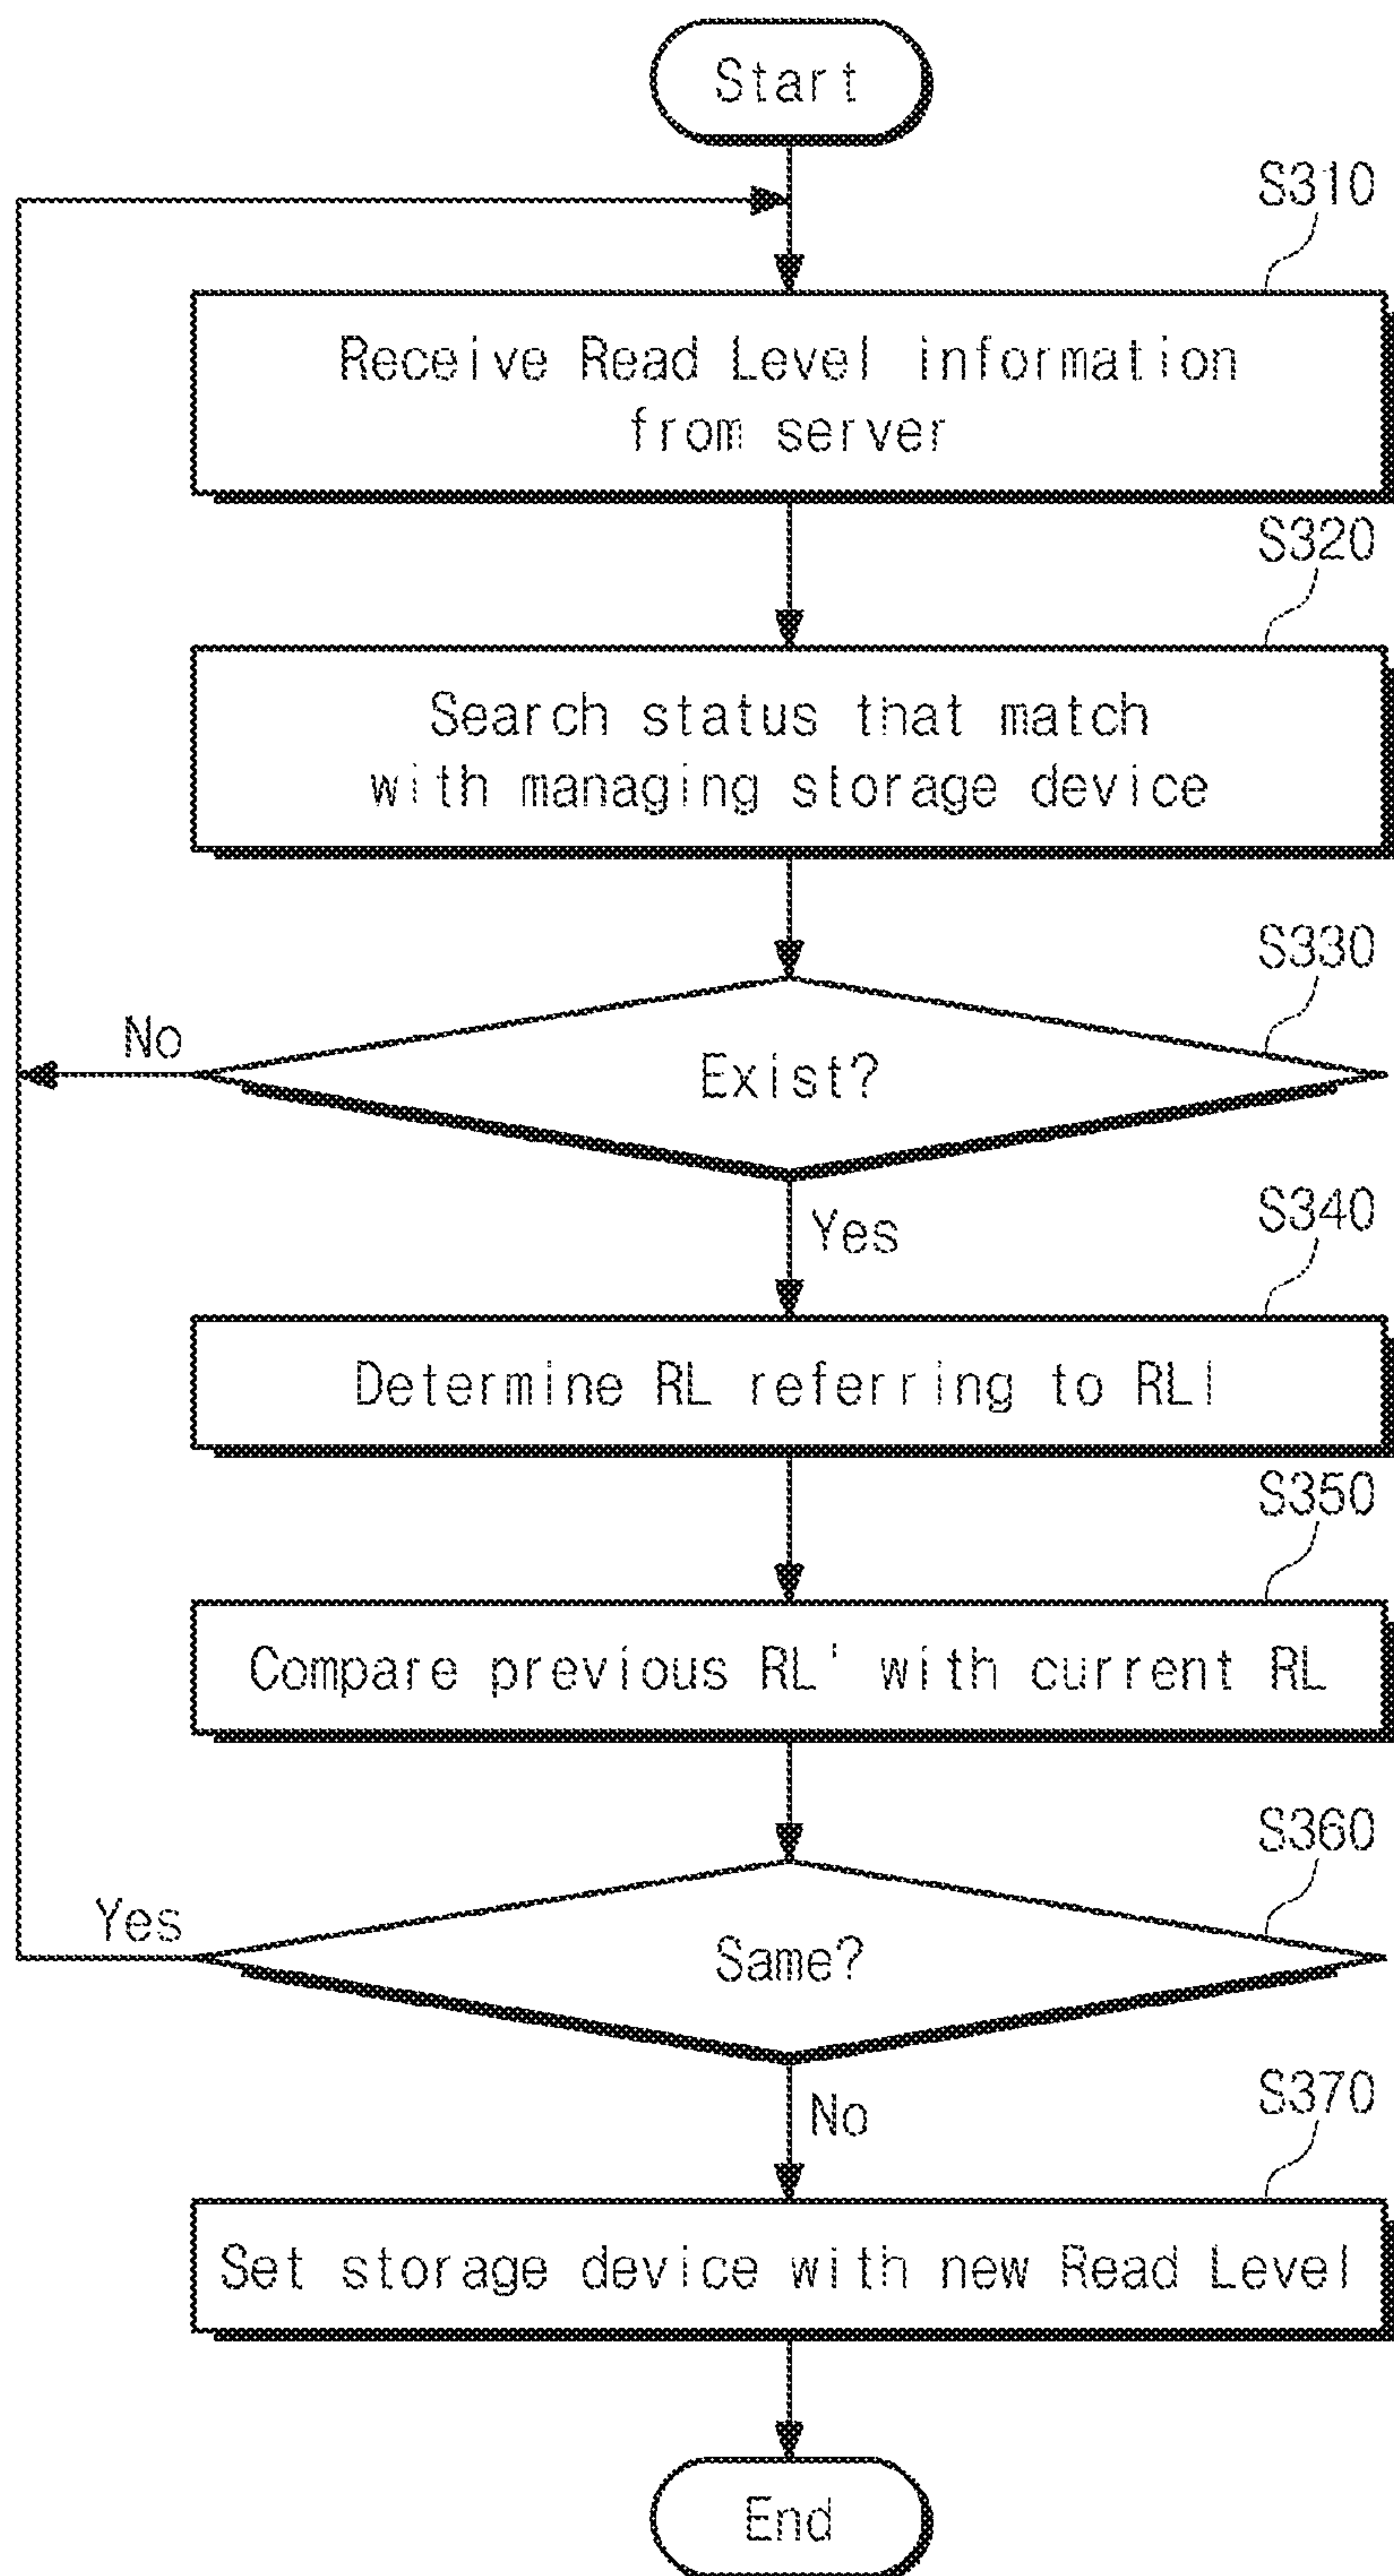 Start
S310
Receive Read Level information
from server
S320
Search status that match
with managing storage device
S330
No
Exist?
Yes
S340
Determine RL referring to RLI
S350
Compare previous RL' with current RL
S360
Yes
Same?
No
S370
Set storage device with new Read Level
End